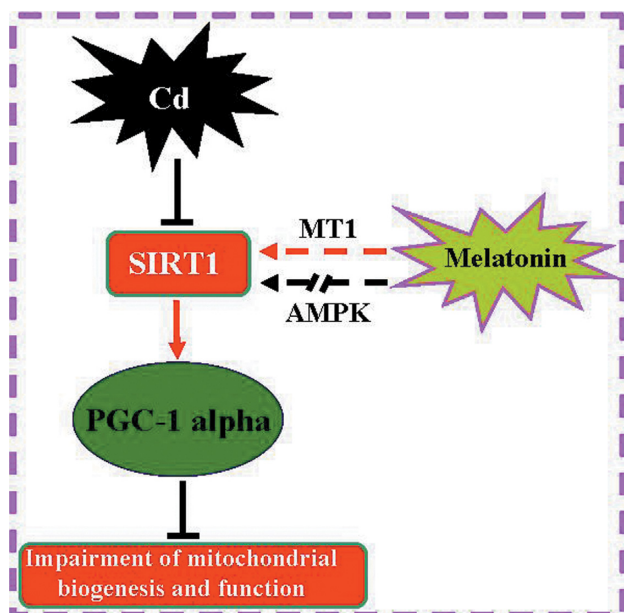 Cd
MT1
SIRT1
Melatonin
AMPK
PGC-1 alpha
Impairment of mitochondrial
biogenesis and function